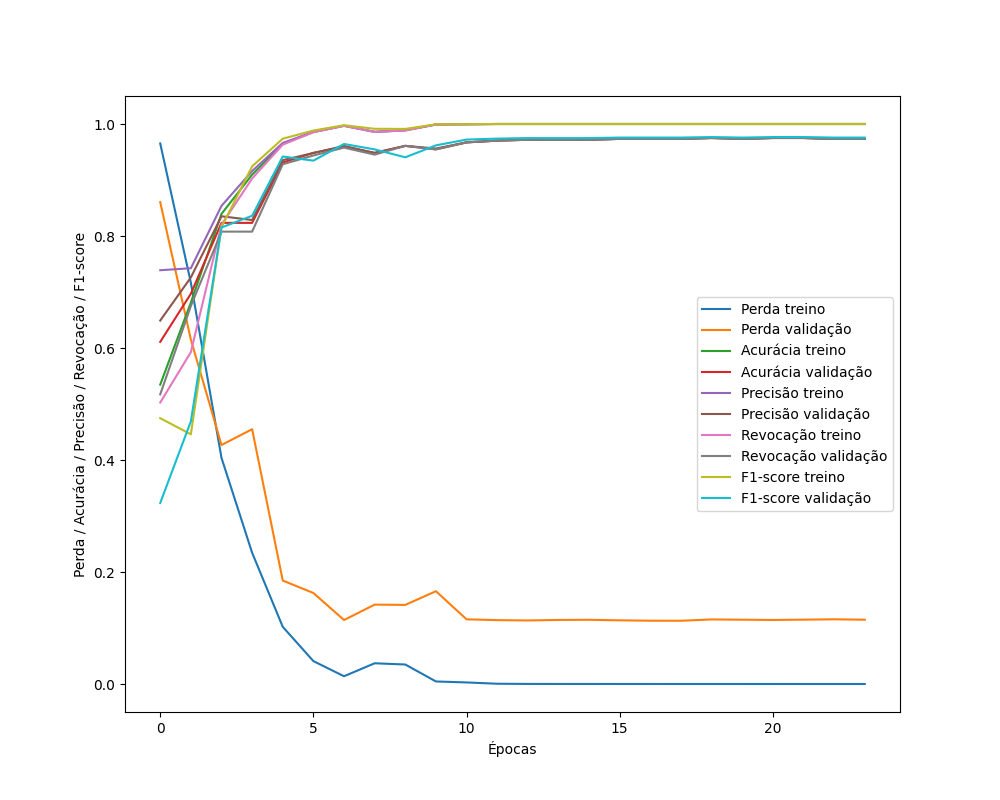 1.0
0.8
0.6
0.4
0.2
0.0
Perda / Acurácia / Precisão / Revocação / F1-score
Perda treino
Perda validação
Acurácia treino
Acurácia validação
Precisão treino
Precisão validação
Revocação treino
Revocação validação
F1-score treino
F1-score validação
0 5 10 15 20
Épocas